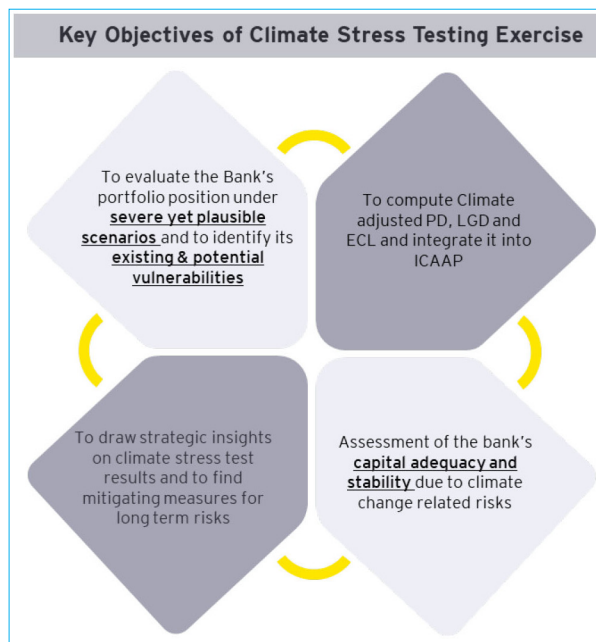 Key Objectives of Climate Stress Testing Exercise
To evaluate the Bank's
portfolio position under
severe yet plausible
scenarios and to identify its
existing & potential
vulnerabilities
To compute Climate
adjusted PD, LGD and
ECL and integrate it into
ICAAP
To draw strategic insights
on climate stress test
results and to find
mitigating measures for
long term risks
Assessment of the bank's
capital adequacy and
stability due to climate
change related risks